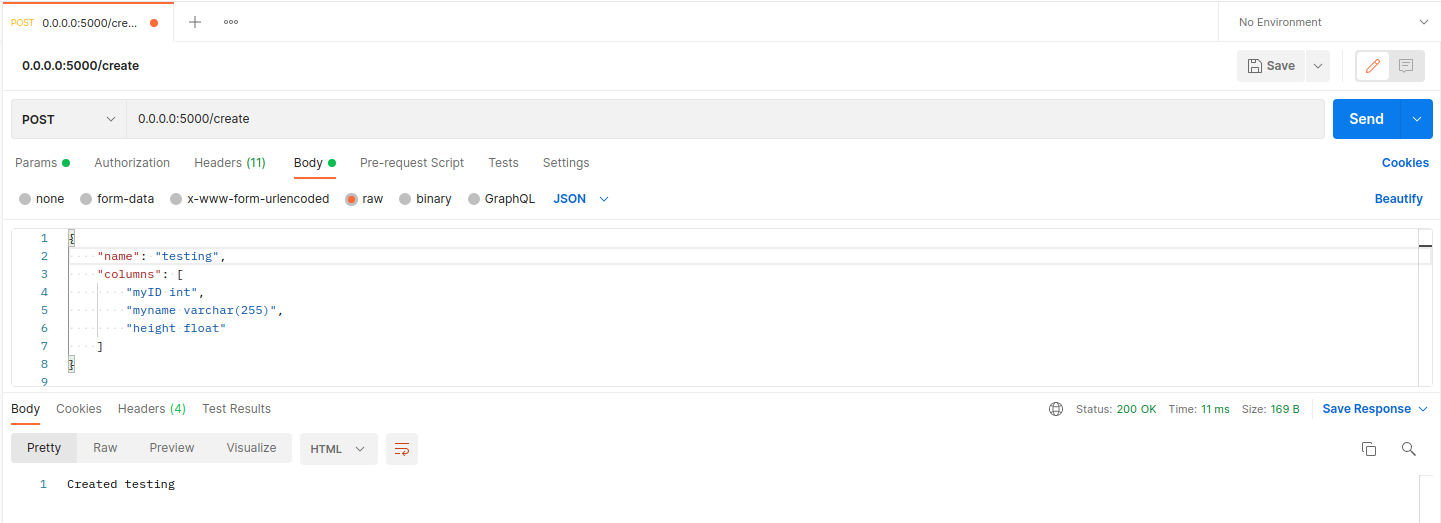 POST 0.0.0.0:5000/cre...
No Environment
0.0.0.0:5000/create
Save
POST 0.0.0.0:5000/create Send
Params Authorization Headers (11) Body Pre-request Script Tests Settings Cookies
none form-data x-www-form-urlencoded raw binary GraphQL JSON Beautify
1 {
2 "name": "testing",
3 "columns": [
4 "myID int",
5 "myname varchar(255)",
6 "height float"
7 ]
8 }
9
Body Cookies Headers (4) Test Results Status: 200 OK Time: 11 ms Size: 169 B Save Response
Pretty Raw Preview Visualize HTML
1 Created testing